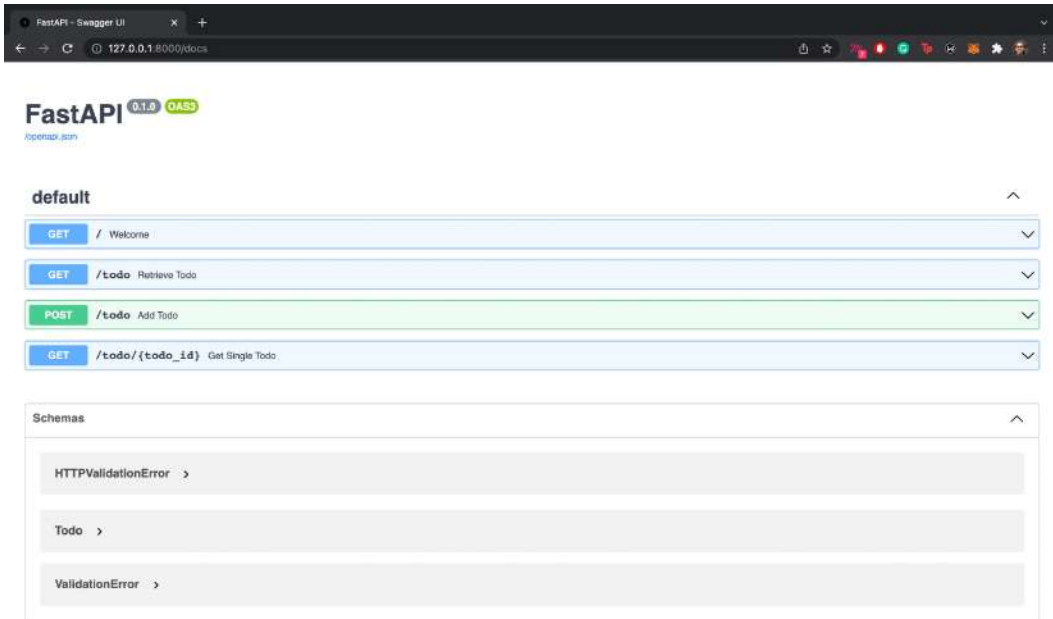 FastAPI - Swagger UI
127.0.0.1:8000/docs
FastAPI 0.1.0 OAS3
/openapi.json
default
GET / Welcome
GET /todo Retrieve Todo
POST /todo Add Todo
GET /todo/{todo_id} Get Single Todo
Schemas
HTTPValidationError
Todo
ValidationError